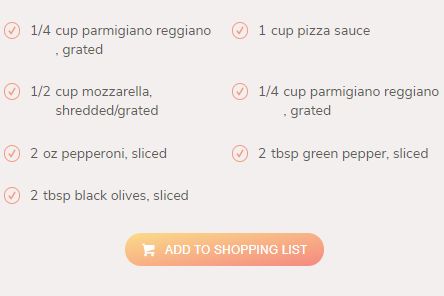 1/4 cup parmigiano reggiano
, grated
1 cup pizza sauce
1/2 cup mozzarella,
shredded/grated
1/4 cup parmigiano reggiano
, grated
2 oz pepperoni, sliced
2 tbsp green pepper, sliced
2 tbsp black olives, sliced
ADD TO SHOPPING LIST